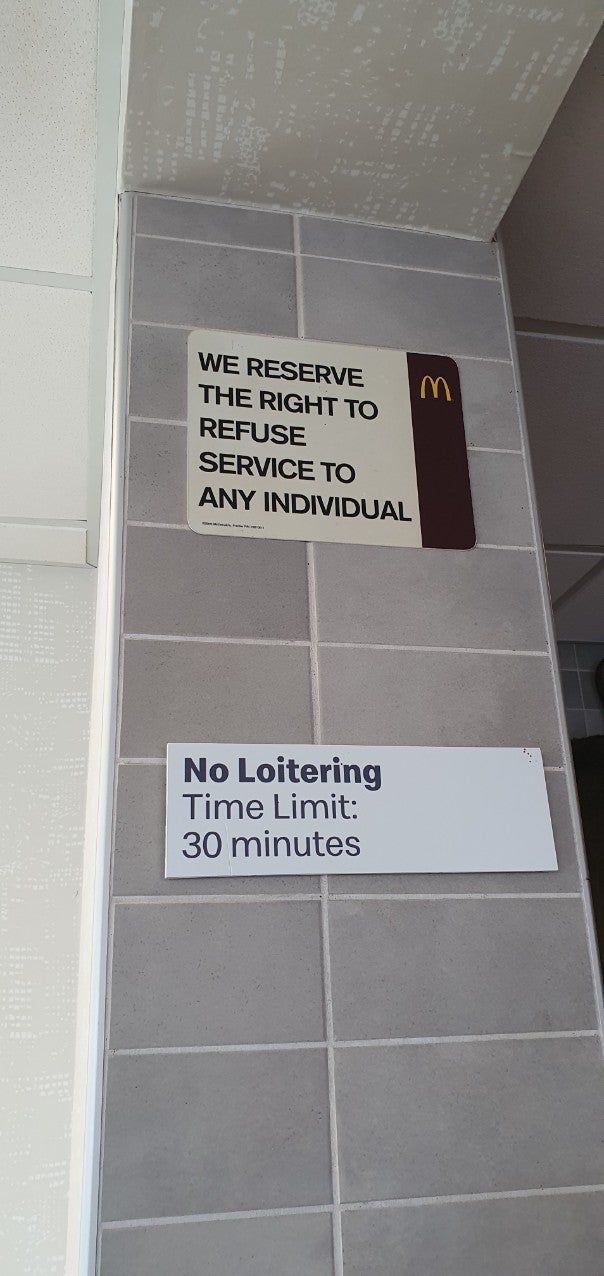 WE RESERVE
THE RIGHT TO
REFUSE
SERVICE TO
ANY INDIVIDUAL
No Loitering
Time Limit:
30 minutes